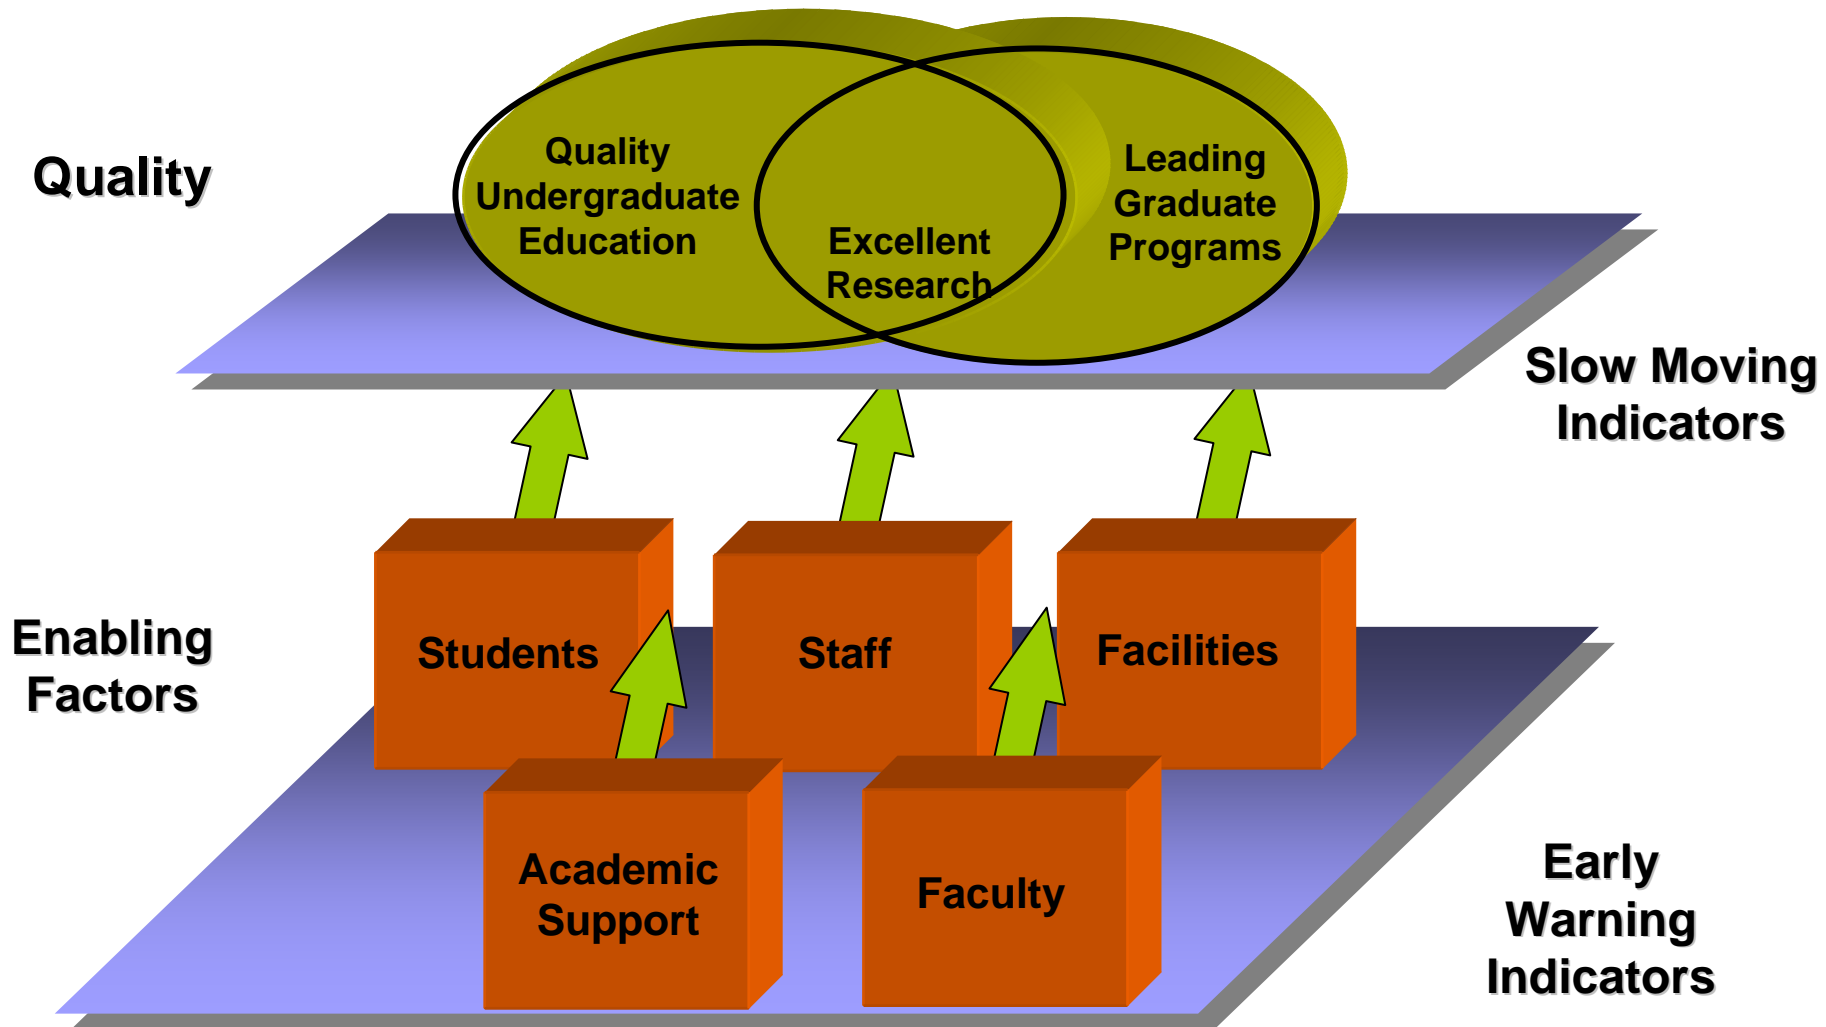 Quality
Quality
Undergraduate
Education
Excellent
Research
Leading
Graduate
Programs
Slow Moving
Indicators
Enabling
Factors
Students
Staff
Facilities
Academic
Support
Faculty
Early
Warning
Indicators